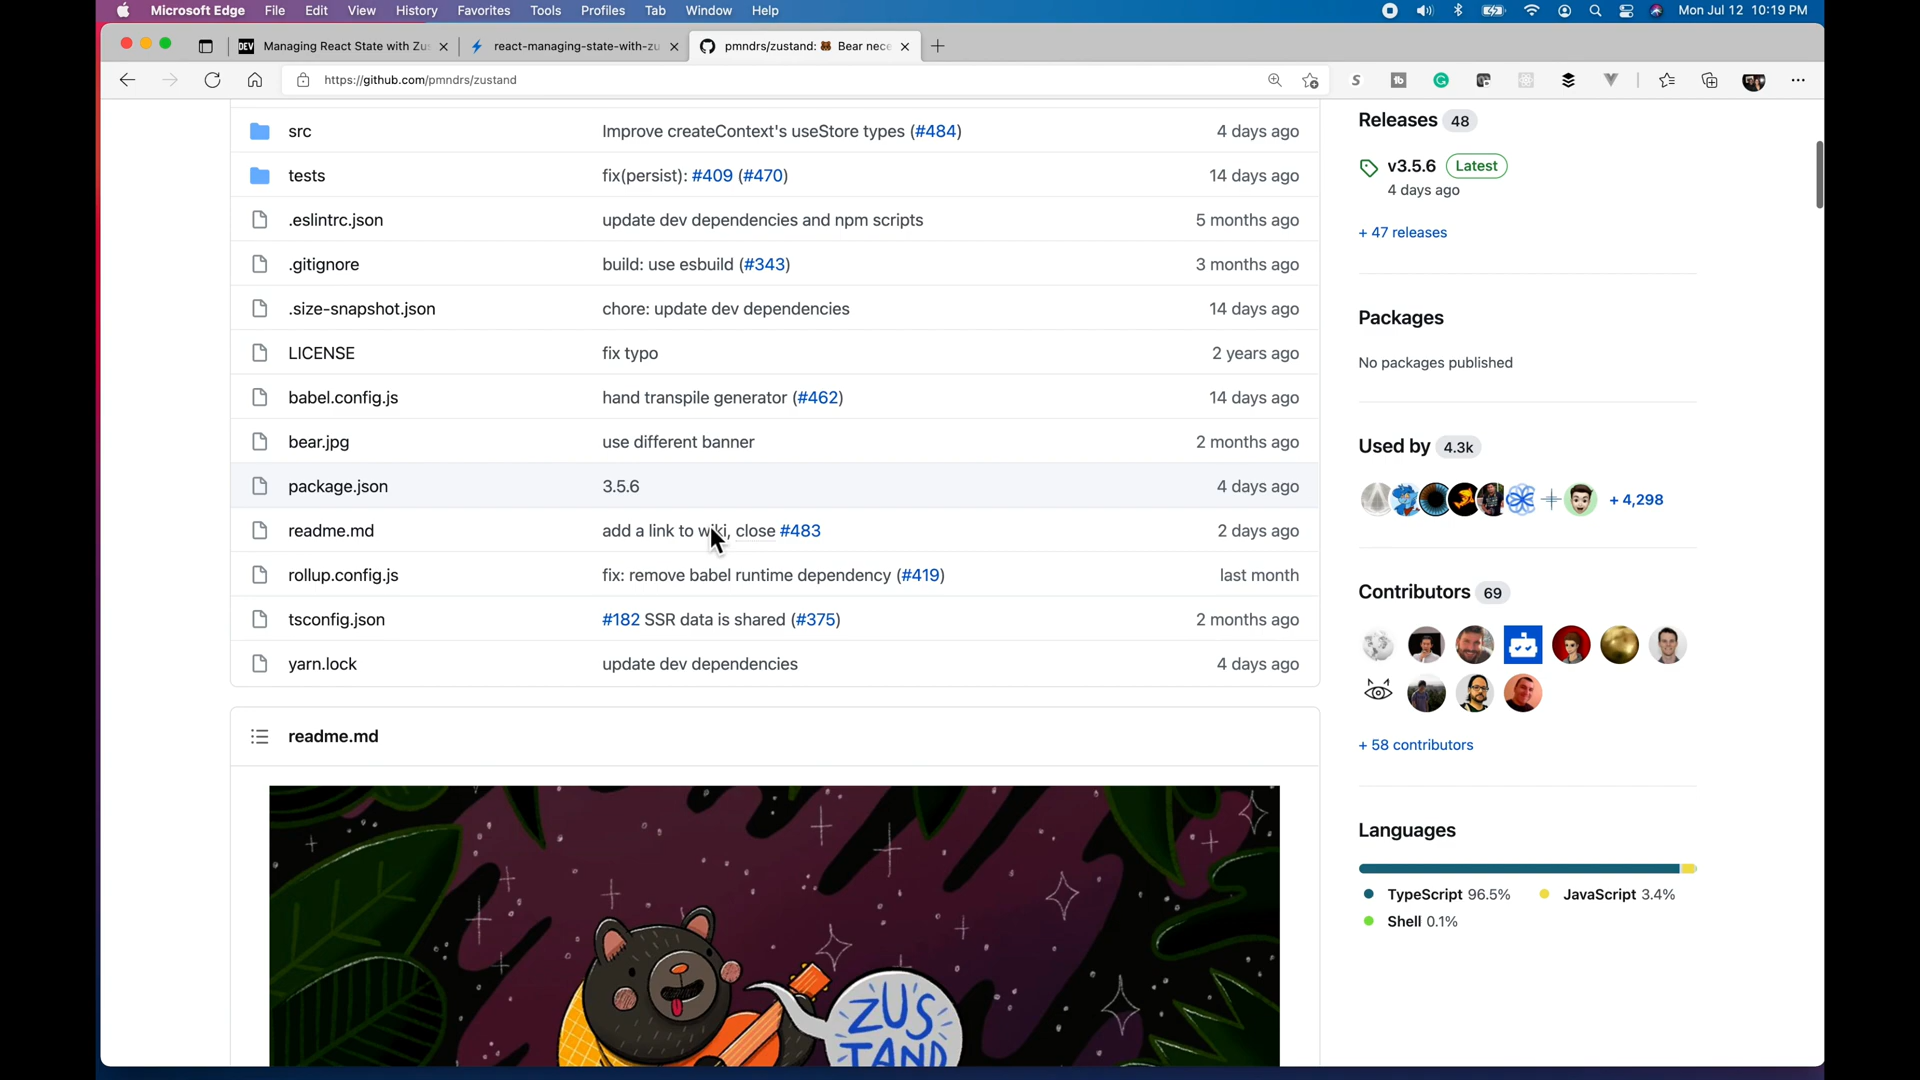 Microsoft Edge File Edit View History Favorites Tools Profiles Tab Window Help Mon Jul 12 10:19 PM
DEV Managing React State with Zus react-managing-state-with-zu pmndrs/zustand: 🐻 Bear nece
https://github.com/pmndrs/zustand
src Improve createContext's useStore types (#484) 4 days ago
tests fix(persist): #409 (#470) 14 days ago
.eslintrc.json update dev dependencies and npm scripts 5 months ago
.gitignore build: use esbuild (#343) 3 months ago
.size-snapshot.json chore: update dev dependencies 14 days ago
LICENSE fix typo 2 years ago
babel.config.js hand transpile generator (#462) 14 days ago
bear.jpg use different banner 2 months ago
package.json 3.5.6 4 days ago
readme.md add a link to wiki, close #483 2 days ago
rollup.config.js fix: remove babel runtime dependency (#419) last month
tsconfig.json #182 SSR data is shared (#375) 2 months ago
yarn.lock update dev dependencies 4 days ago
readme.md
ZUS
TAND
Releases 48
v3.5.6 Latest
4 days ago
+ 47 releases
Packages
No packages published
Used by 4.3k
+ 4,298
Contributors 69
+ 58 contributors
Languages
TypeScript 96.5% JavaScript 3.4%
Shell 0.1%